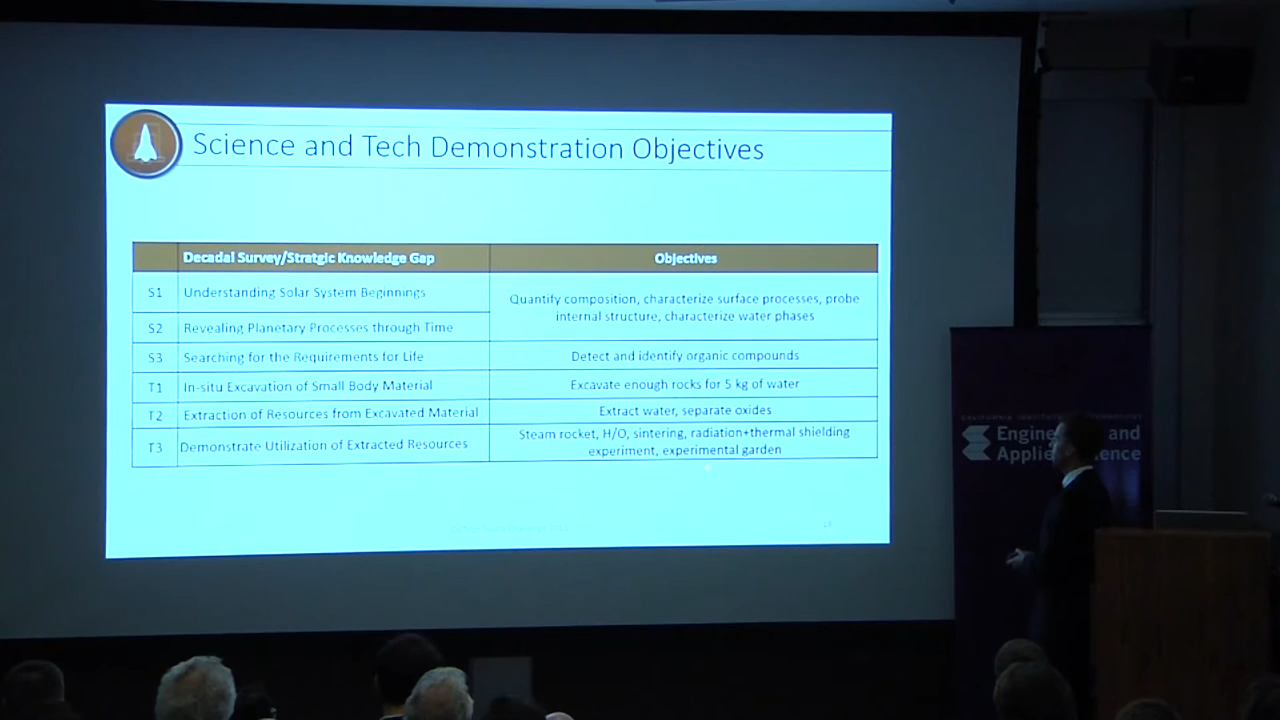 Science and Tech Demonstration Objectives
Decadal Survey/Stratgic Knowledge Gap
Objectives
S1
Understanding Solar System Beginnings
Quantify composition, characterize surface processes, probe
internal structure, characterize water phases
S2
Revealing Planetary Processes through Time
S3
Searching for the Requirements for Life
Detect and identify organic compounds
T1
In-situ Excavation of Small Body Material
Excavate enough rocks for 5 kg of water
T2
Extraction of Resources from Excavated Material
Extract water, separate oxides
T3
Demonstrate Utilization of Extracted Resources
Steam rocket, H/O, sintering, radiation+thermal shielding
experiment, experimental garden
CALIFORNIA
and